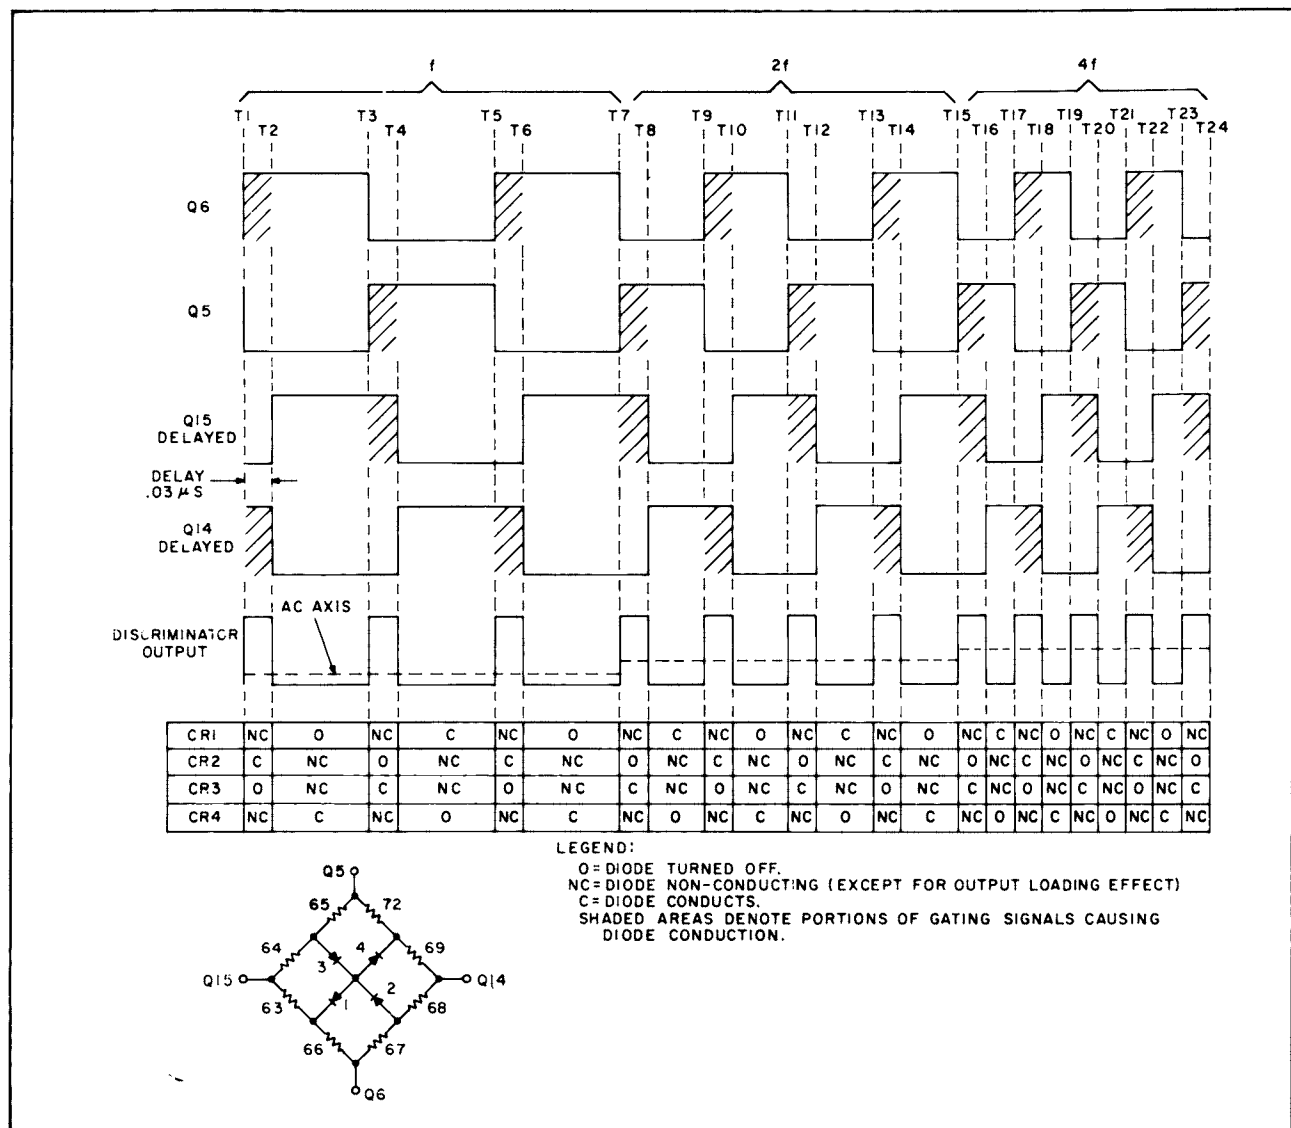 f 2f 4f
T1 T3 T5 T7 T9 T11 T13 T15 T17 T19 T21 T23
T2 T4 T6 T8 T10 T12 T14 T16 T18 T20 T22 T24
Q6
Q5
Q15
DELAYED
DELAY
.03μS
Q14
DELAYED
AC AXIS
DISCRIMINATOR
OUTPUT
CR1 NC O NC C NC O NC C NC O NC C NC O NC C NC O NC C NC O NC
CR2 C NC O NC C NC O NC C NC O NC C NC O NC C NC O NC C NC O
CR3 O NC C NC O NC C NC O NC C NC O NC C NC O NC C NC O NC C
CR4 NC C NC O NC C NC O NC C NC O NC C NC O NC C NC O NC C NC
LEGEND:
O=DIODE TURNED OFF.
NC=DIODE NON-CONDUCTING (EXCEPT FOR OUTPUT LOADING EFFECT)
C=DIODE CONDUCTS.
SHADED AREAS DENOTE PORTIONS OF GATING SIGNALS CAUSING
DIODE CONDUCTION.
Q5
65 72
64 3 4 69
Q15 Q14
63 1 2 68
66 67
Q6